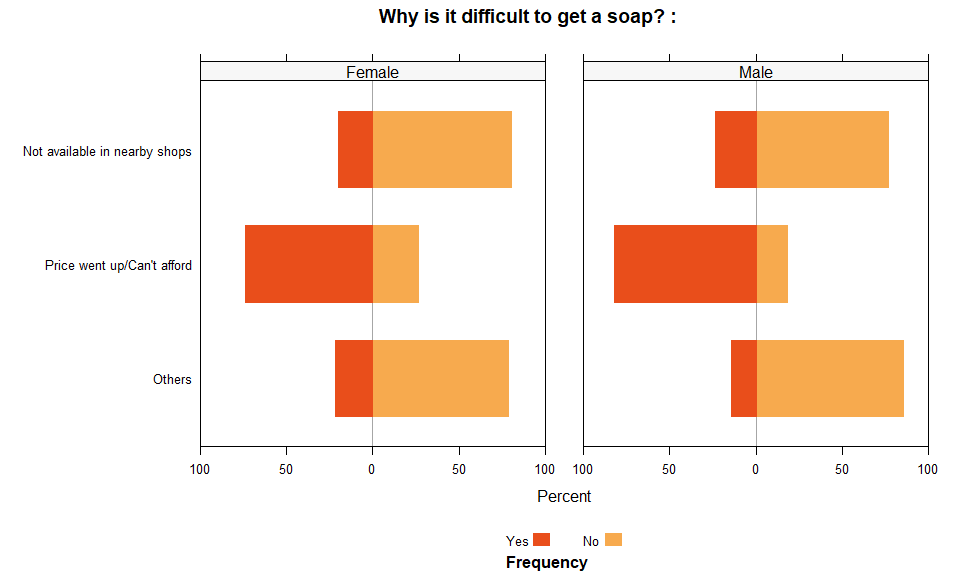 Why is it difficult to get a soap? :
Female
Male
Not available in nearby shops
Price went up/Can't afford
Others
100 50 0 50 100 100 50 0 50 100
Percent
Yes No
Frequency